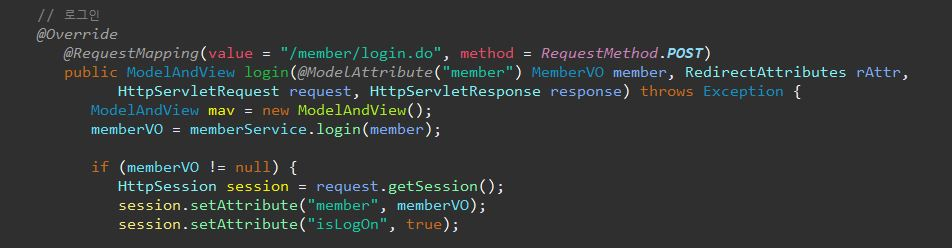 // 로그인
@Override
@RequestMapping(value = "/member/login.do", method = RequestMethod.POST)
public ModelAndView login(@ModelAttribute("member") MemberVO member, RedirectAttributes rAttr,
HttpServletRequest request, HttpServletResponse response) throws Exception {
ModelAndView mav = new ModelAndView();
memberVO = memberService.login(member);
if (memberVO != null) {
HttpSession session = request.getSession();
session.setAttribute("member", memberVO);
session.setAttribute("isLogOn", true);